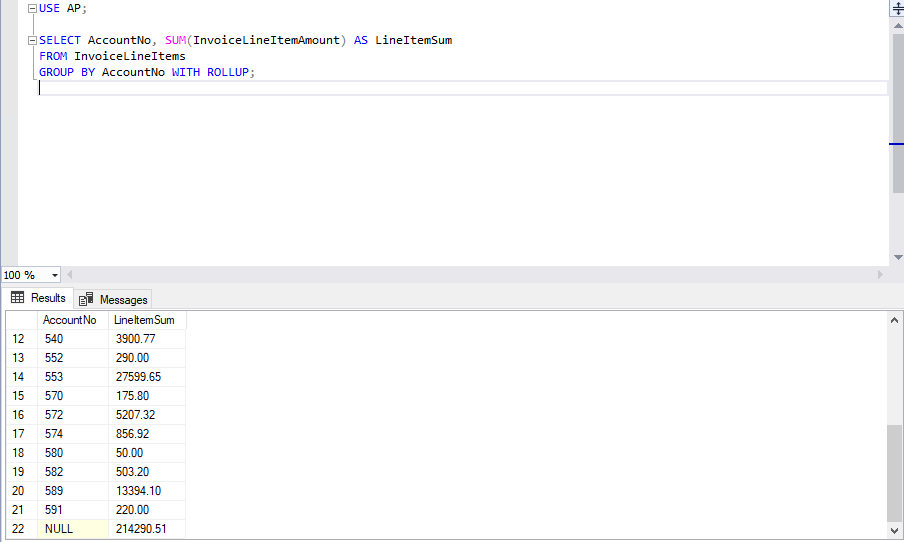 USE AP;
SELECT AccountNo, SUM(InvoiceLineItemAmount) AS LineItemSum
FROM InvoiceLineItems
GROUP BY AccountNo WITH ROLLUP;
100 %
Results Messages
AccountNo LineItemSum
12 540 3900.77
13 552 290.00
14 553 27599.65
15 570 175.80
16 572 5207.32
17 574 856.92
18 580 50.00
19 582 503.20
20 589 13394.10
21 591 220.00
22 NULL 214290.51